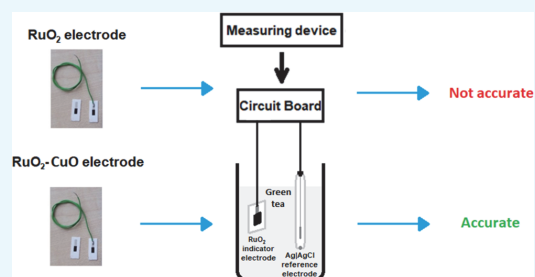 RuO₂ electrode
Measuring device
Circuit Board
Not accurate
RuO₂-CuO electrode
Green
tea
RuO₂
indicator
electrode
Ag|AgCl
reference
electrode
Accurate